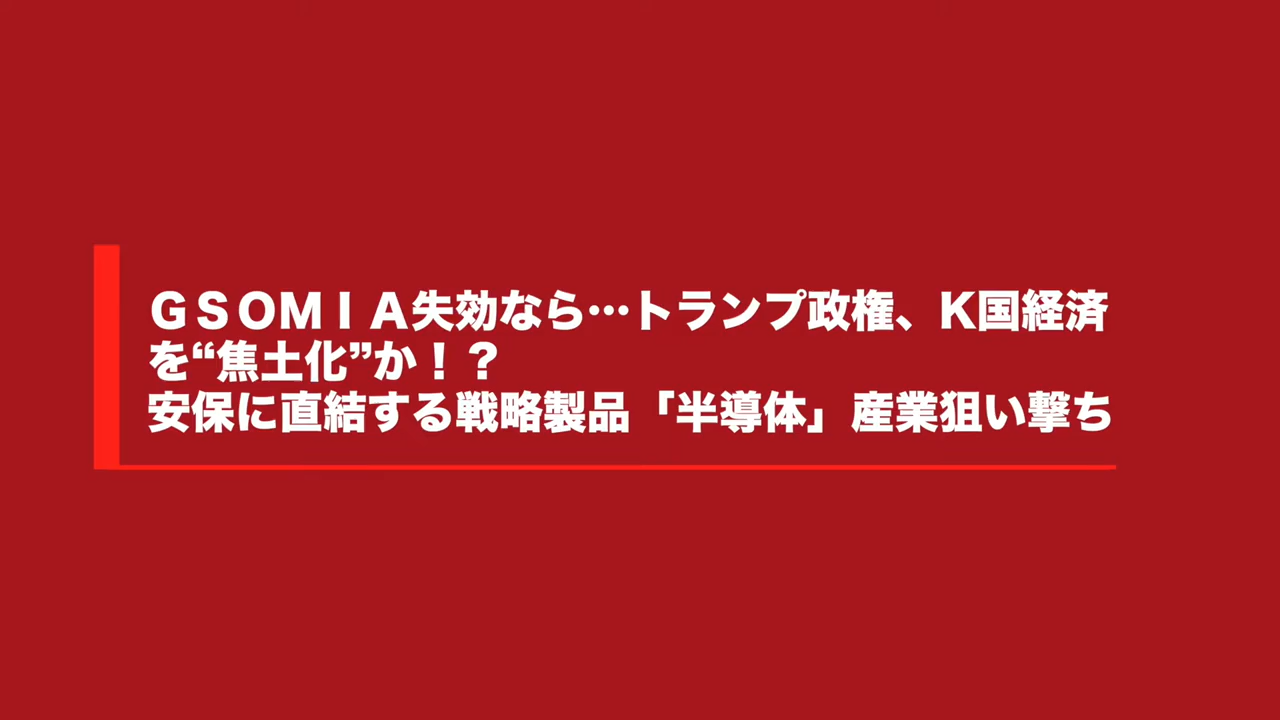 ＧＳＯＭＩＡ失効なら…トランプ政権、Ｋ国経済
を“焦土化”か！？
安保に直結する戦略製品「半導体」産業狙い撃ち